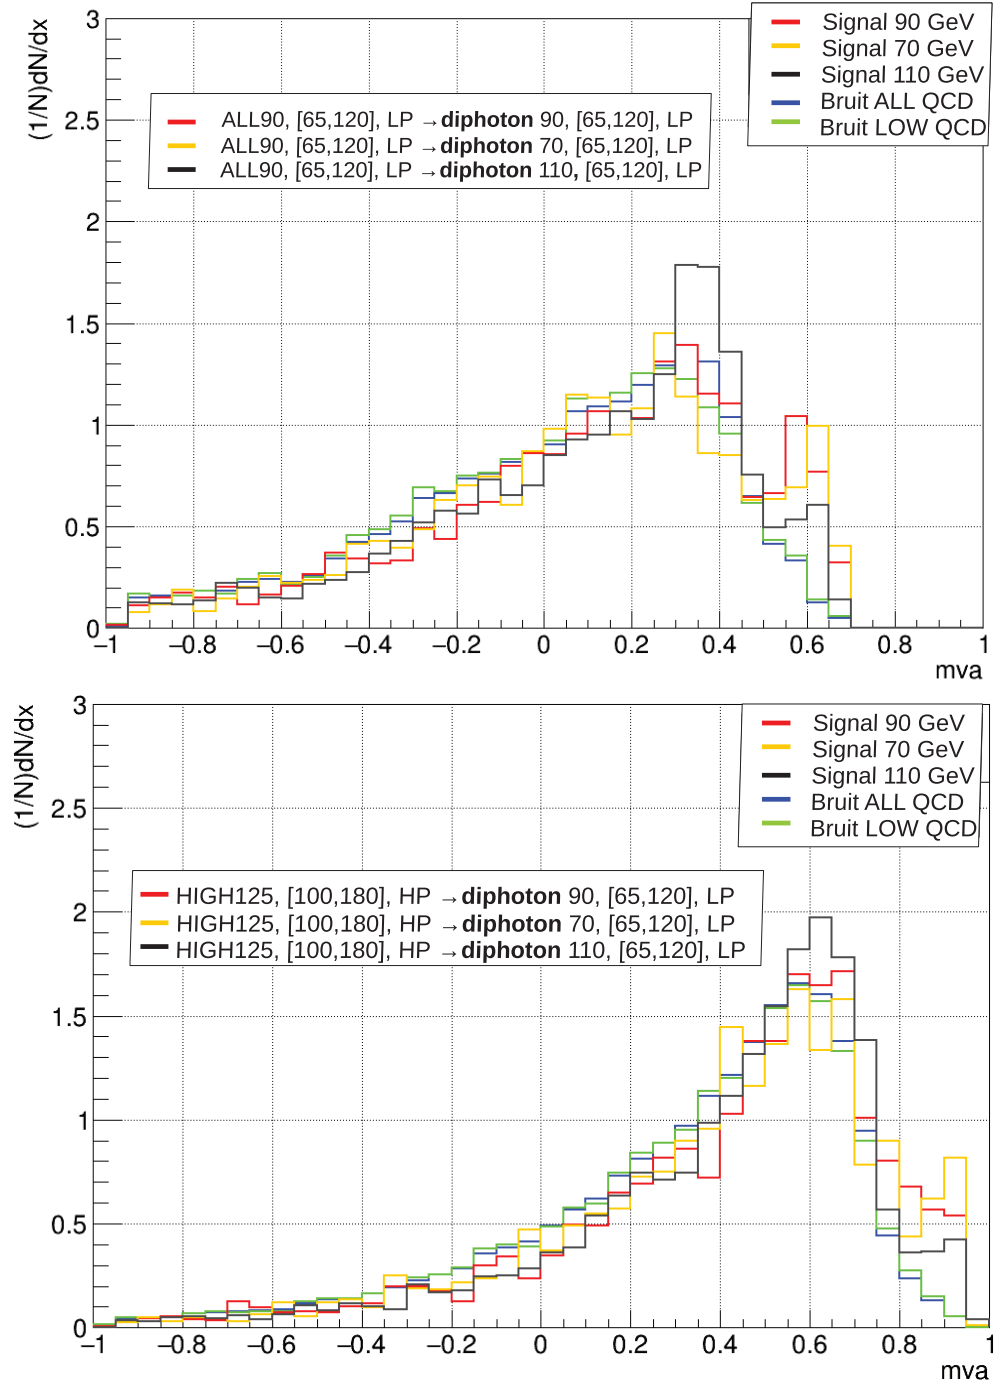 (1/N)dN/dx
3
2.5
2
1.5
1
0.5
0
Signal 90 GeV
Signal 70 GeV
Signal 110 GeV
Bruit ALL QCD
Bruit LOW QCD
ALL90, [65,120], LP →diphoton 90, [65,120], LP
ALL90, [65,120], LP →diphoton 70, [65,120], LP
ALL90, [65,120], LP →diphoton 110, [65,120], LP
−1 −0.8 −0.6 −0.4 −0.2 0 0.2 0.4 0.6 0.8 1
mva
(1/N)dN/dx
3
2.5
2
1.5
1
0.5
0
Signal 90 GeV
Signal 70 GeV
Signal 110 GeV
Bruit ALL QCD
Bruit LOW QCD
HIGH125, [100,180], HP →diphoton 90, [65,120], LP
HIGH125, [100,180], HP →diphoton 70, [65,120], LP
HIGH125, [100,180], HP →diphoton 110, [65,120], LP
−1 −0.8 −0.6 −0.4 −0.2 0 0.2 0.4 0.6 0.8 1
mva